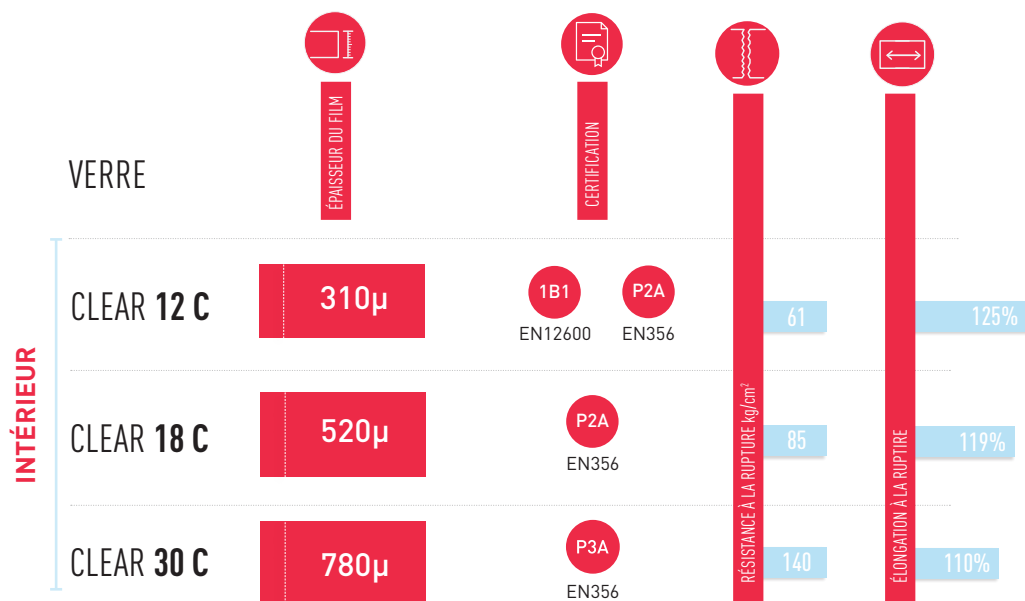 VERRE
ÉPAISSEUR DU FILM
CERTIFICATION
RÉSISTANCE À LA RUPTURE kg/cm²
ÉLONGATION À LA RUPTIRE
INTÉRIEUR
CLEAR 12 C
310µ
1B1
EN12600
P2A
EN356
61
125%
CLEAR 18 C
520µ
P2A
EN356
85
119%
CLEAR 30 C
780µ
P3A
EN356
140
110%